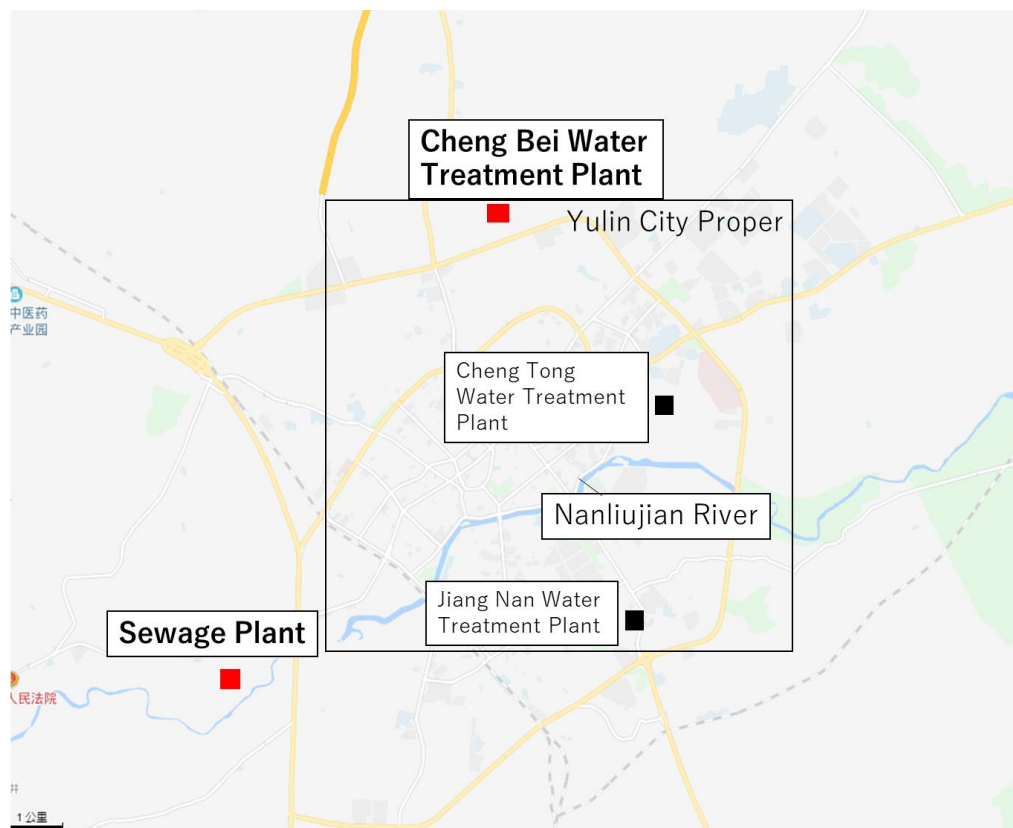 Cheng Bei Water
Treatment Plant
Yulin City Proper
中医药
产业园
Cheng Tong
Water Treatment
Plant
Nanliujian River
Jiang Nan Water
Treatment Plant
Sewage Plant
人民法院
井
1 公里